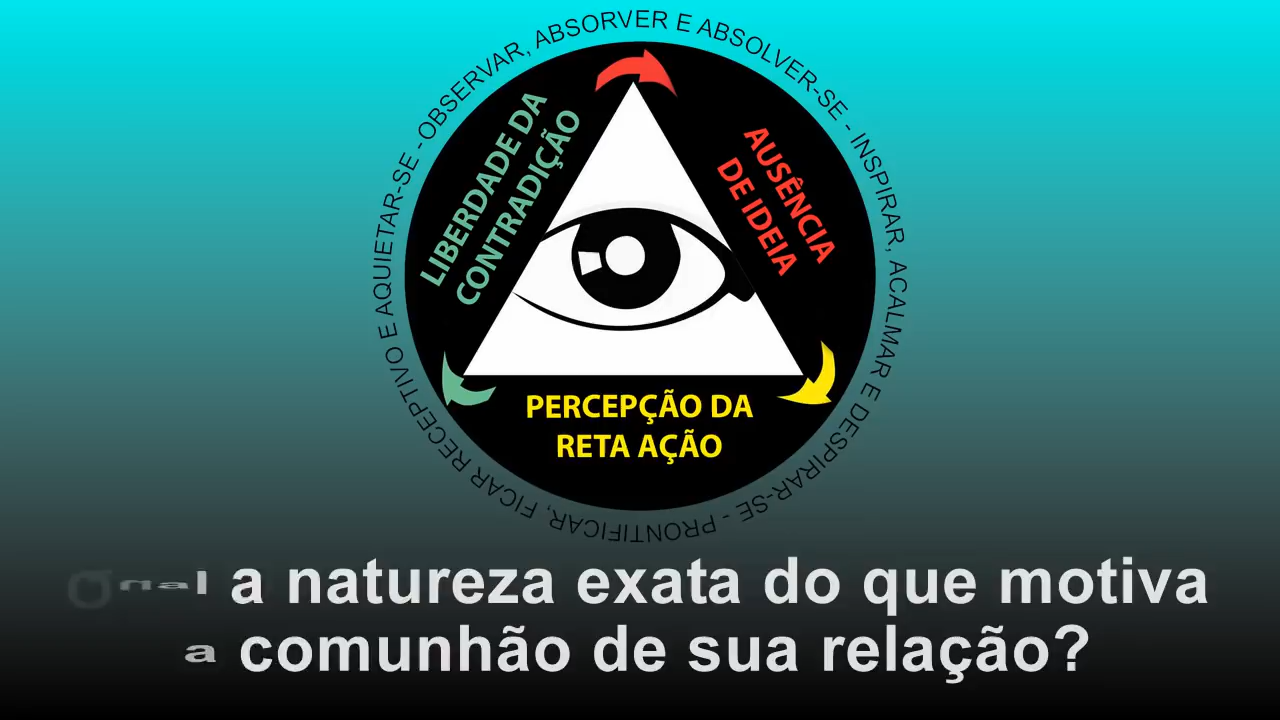 OBSERVAR, ABSORVER E ABSOLVER-SE - INSPIRAR, ACALMAR E DESPIRAR-SE - PRONTIFICAR, FICAR RECEPTIVO E AQUIETAR-SE -
LIBERDADE DA
CONTRADIÇÃO
AUSÊNCIA
DE IDEIA
PERCEPÇÃO DA
RETA AÇÃO
Qual a natureza exata do que motiva
a comunhão de sua relação?